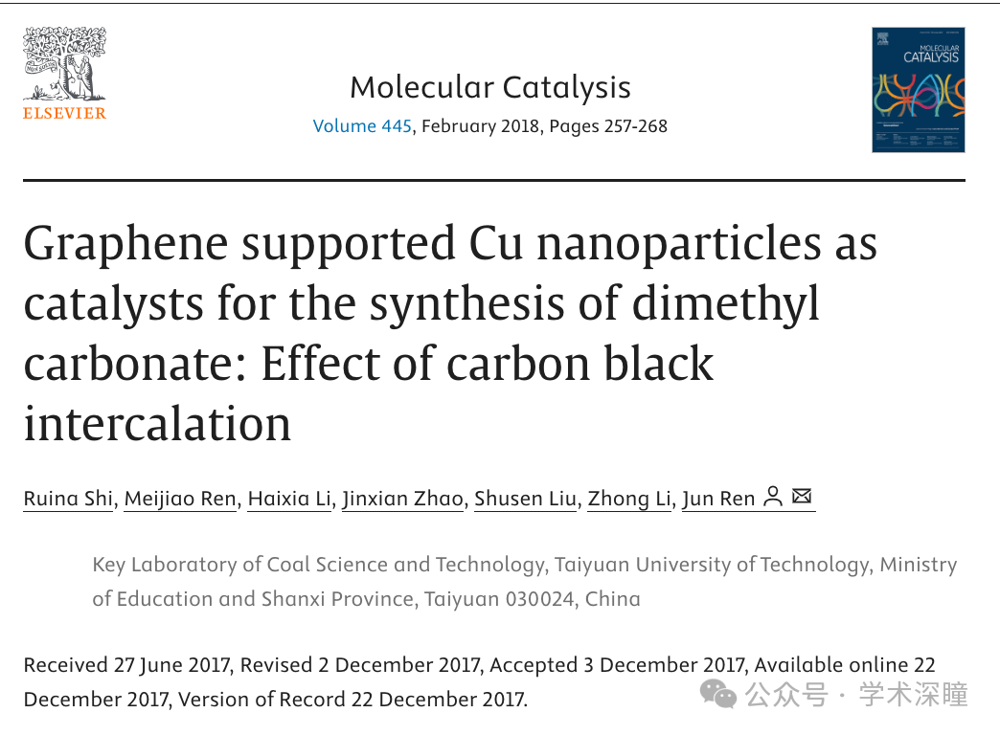 ELSEVIER
Molecular Catalysis
Volume 445, February 2018, Pages 257-268
MOLECULAR
CATALYSIS
Graphene supported Cu nanoparticles as
catalysts for the synthesis of dimethyl
carbonate: Effect of carbon black
intercalation
Ruina Shi, Meijiao Ren, Haixia Li, Jinxian Zhao, Shusen Liu, Zhong Li, Jun Ren
Key Laboratory of Coal Science and Technology, Taiyuan University of Technology, Ministry
of Education and Shanxi Province, Taiyuan 030024, China
Received 27 June 2017, Revised 2 December 2017, Accepted 3 December 2017, Available online 22
December 2017, Version of Record 22 December 2017.
公众号 · 学术深瞳